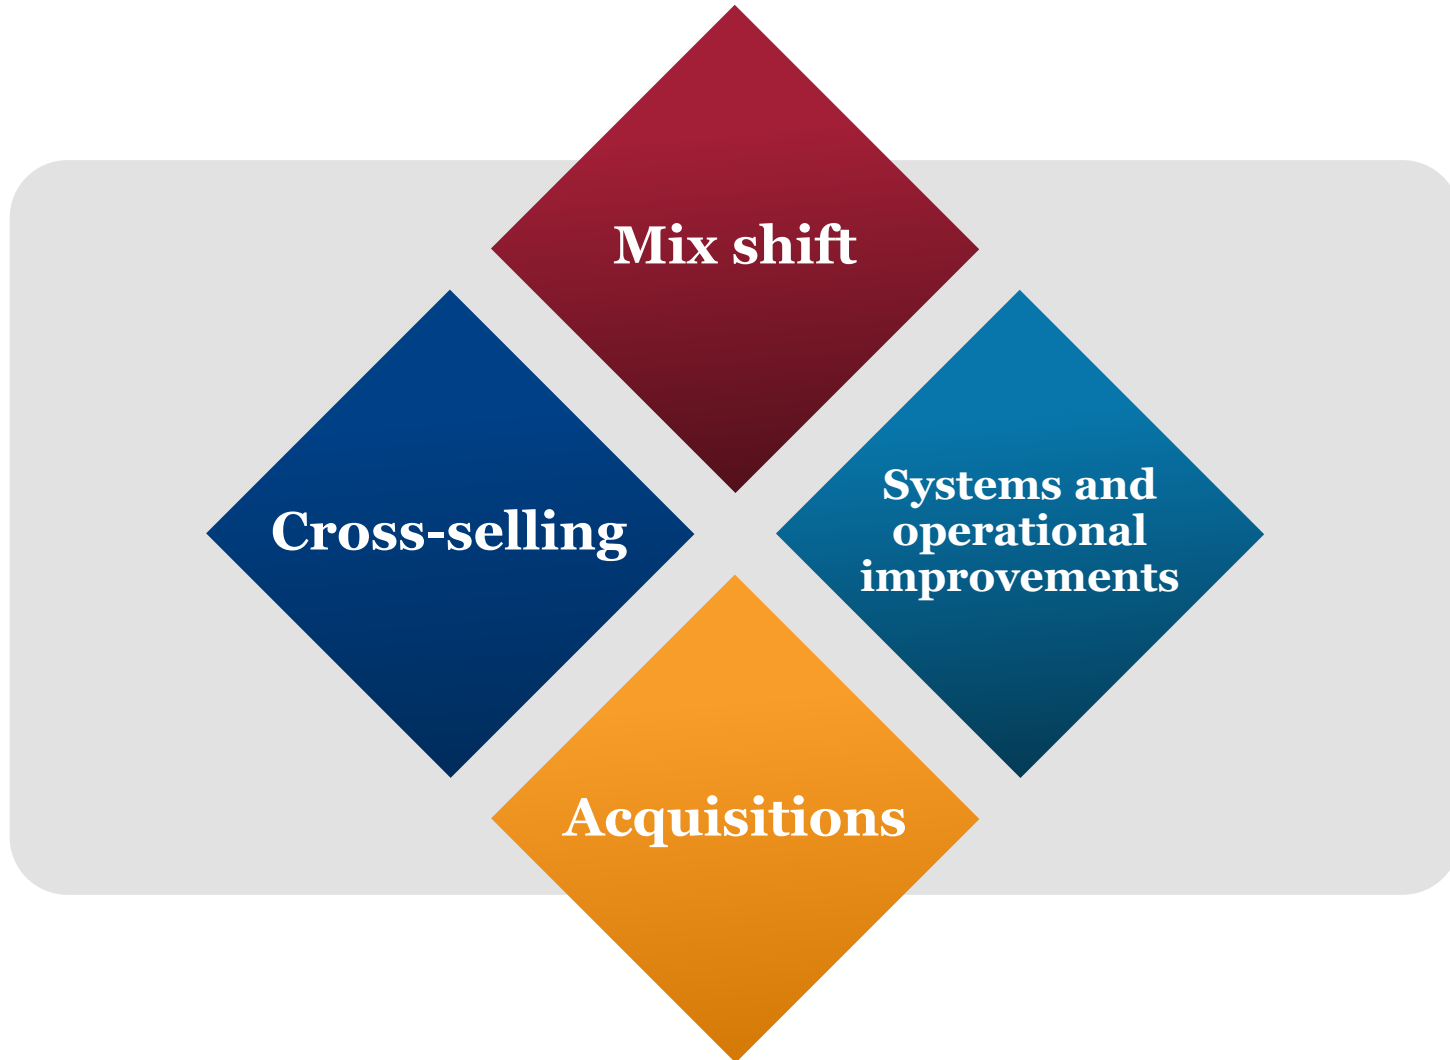 Mix shift
Cross-selling
Systems and
operational
improvements
Acquisitions